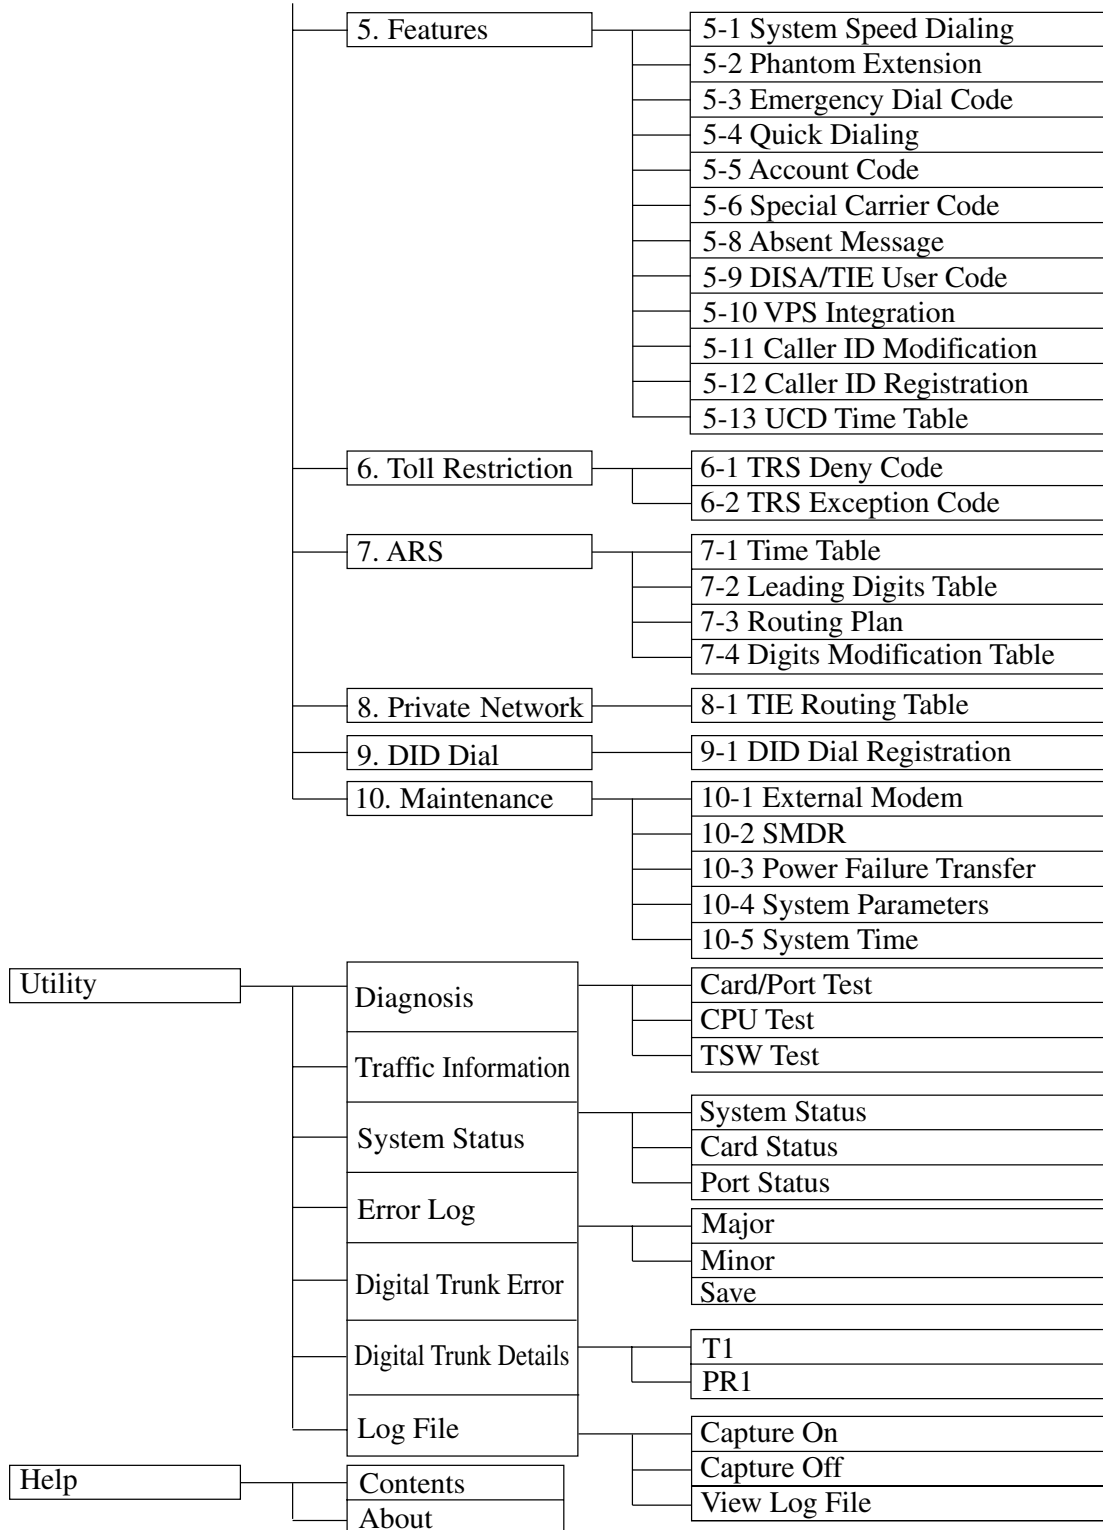 5. Features
5-1 System Speed Dialing
5-2 Phantom Extension
5-3 Emergency Dial Code
5-4 Quick Dialing
5-5 Account Code
5-6 Special Carrier Code
5-8 Absent Message
5-9 DISA/TIE User Code
5-10 VPS Integration
5-11 Caller ID Modification
5-12 Caller ID Registration
5-13 UCD Time Table
6. Toll Restriction
6-1 TRS Deny Code
6-2 TRS Exception Code
7. ARS
7-1 Time Table
7-2 Leading Digits Table
7-3 Routing Plan
7-4 Digits Modification Table
8. Private Network
8-1 TIE Routing Table
9. DID Dial
9-1 DID Dial Registration
10. Maintenance
10-1 External Modem
10-2 SMDR
10-3 Power Failure Transfer
10-4 System Parameters
10-5 System Time
Utility
Diagnosis
Card/Port Test
CPU Test
TSW Test
Traffic Information
System Status
System Status
Card Status
Port Status
Error Log
Major
Minor
Save
Digital Trunk Error
Digital Trunk Details
T1
PR1
Log File
Capture On
Capture Off
View Log File
Help
Contents
About